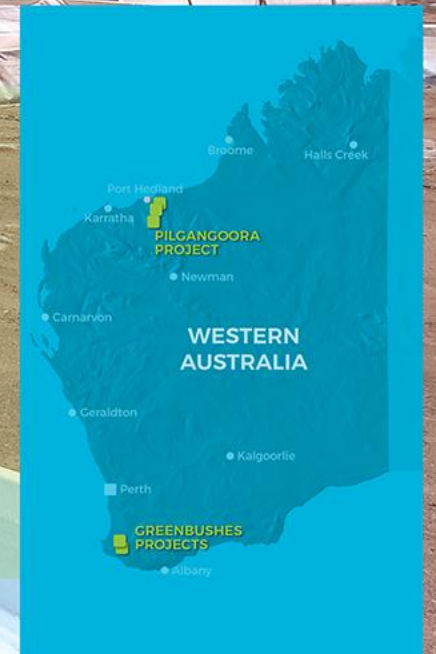 Broome
Halls Creek
Port Hedland
Karratha
PILGANGOORA
PROJECT
Newman
Carnarvon
WESTERN
AUSTRALIA
Geraldton
Kalgoorlie
Perth
GREENBUSHES
PROJECTS
Albany